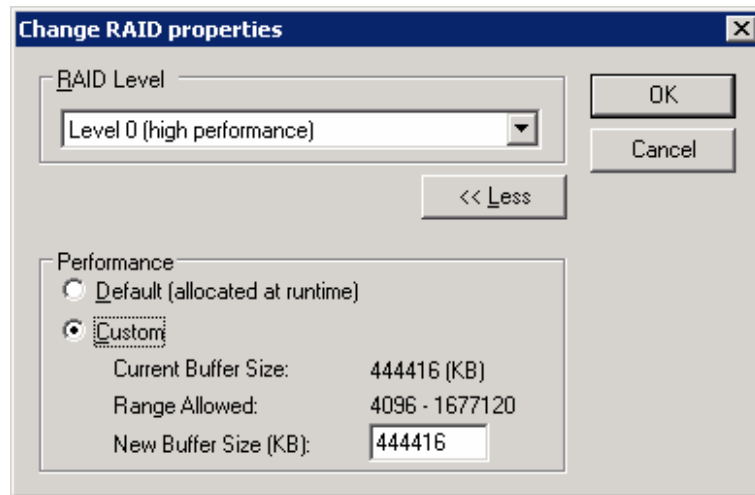 Change RAID properties
RAID Level
Level 0 (high performance)
OK
Cancel
<< Less
Performance
Default (allocated at runtime)
Custom
Current Buffer Size: 444416 (KB)
Range Allowed: 4096 - 1677120
New Buffer Size (KB): 444416